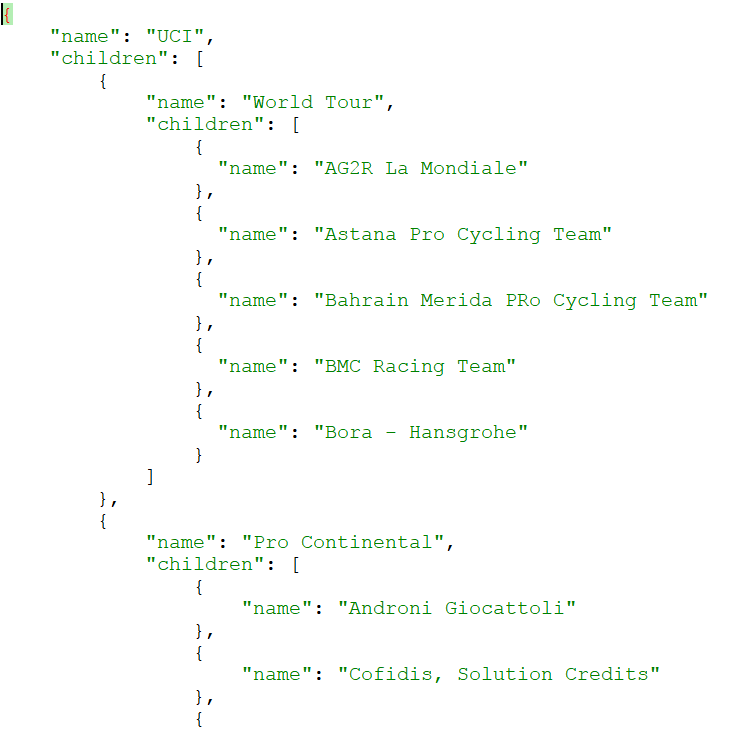 {
    "name": "UCI",
    "children": [
        {
            "name": "World Tour",
            "children": [
                {
                  "name": "AG2R La Mondiale"
                },
                {
                  "name": "Astana Pro Cycling Team"
                },
                {
                  "name": "Bahrain Merida PRo Cycling Team"
                },
                {
                  "name": "BMC Racing Team"
                },
                {
                  "name": "Bora - Hansgrohe"
                }
            ]
        },
        {
            "name": "Pro Continental",
            "children": [
                {
                    "name": "Androni Giocattoli"
                },
                {
                    "name": "Cofidis, Solution Credits"
                },
                {